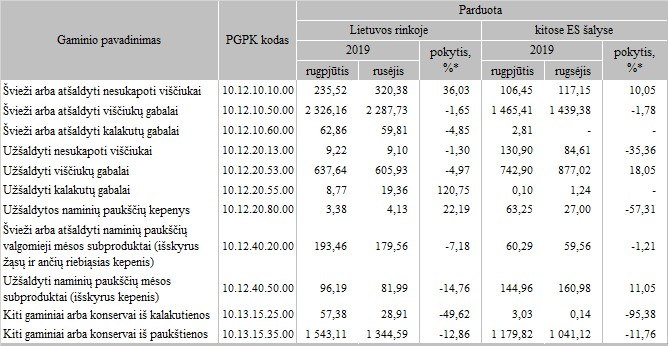 Gaminio pavadinimas PGPK kodas Parduota
Lietuvos rinkoje kitose ES šalyse
2019 pokytis, %* 2019 pokytis, %*
rugpjūtis rusėjis rugpjūtis rugsėjis
Švieži arba atšaldyti nesukapoti viščiukai 10.12.10.10.00 235,52 320,38 36,03 106,45 117,15 10,05
Švieži arba atšaldyti viščiukų gabalai 10.12.10.50.00 2 326,16 2 287,73 -1,65 1 465,41 1 439,38 -1,78
Švieži arba atšaldyti kalakutų gabalai 10.12.10.60.00 62,86 59,81 -4,85 2,81 - -
Užšaldyti nesukapoti viščiukai 10.12.20.13.00 9,22 9,10 -1,30 130,90 84,61 -35,36
Užšaldyti viščiukų gabalai 10.12.20.53.00 637,64 605,93 -4,97 742,90 877,02 18,05
Užšaldyti kalakutų gabalai 10.12.20.55.00 8,77 19,36 120,75 0,10 1,24 -
Užšaldytos naminių paukščių kepenys 10.12.20.80.00 3,38 4,13 22,19 63,25 27,00 -57,31
Švieži arba atšaldyti naminių paukščių
valgomieji mėsos subproduktai (išskyrus 10.12.40.20.00 193,46 179,56 -7,18 60,29 59,56 -1,21
žąsų ir ančių riebiąsias kepenis)
Užšaldyti naminių paukščių mėsos 10.12.40.50.00 96,19 81,99 -14,76 144,96 160,98 11,05
subproduktai (išskyrus kepenis)
Kiti gaminiai arba konservai iš kalakutienos 10.13.15.25.00 57,38 28,91 -49,62 3,03 0,14 -95,38
Kiti gaminiai arba konservai iš paukštienos 10.13.15.35.00 1 543,11 1 344,59 -12,86 1 179,82 1 041,12 -11,76